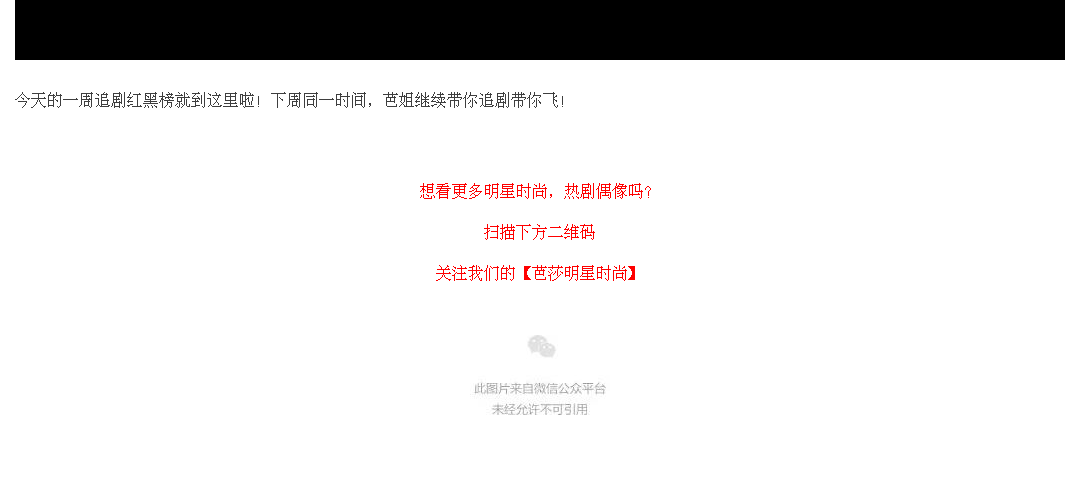 今天的一周追剧红黑榜就到这里啦！下周同一时间，芭姐继续带你追剧带你飞！
想看更多明星时尚，热剧偶像吗？
扫描下方二维码
关注我们的【芭莎明星时尚】
此图片来自微信公众平台
未经允许不可引用